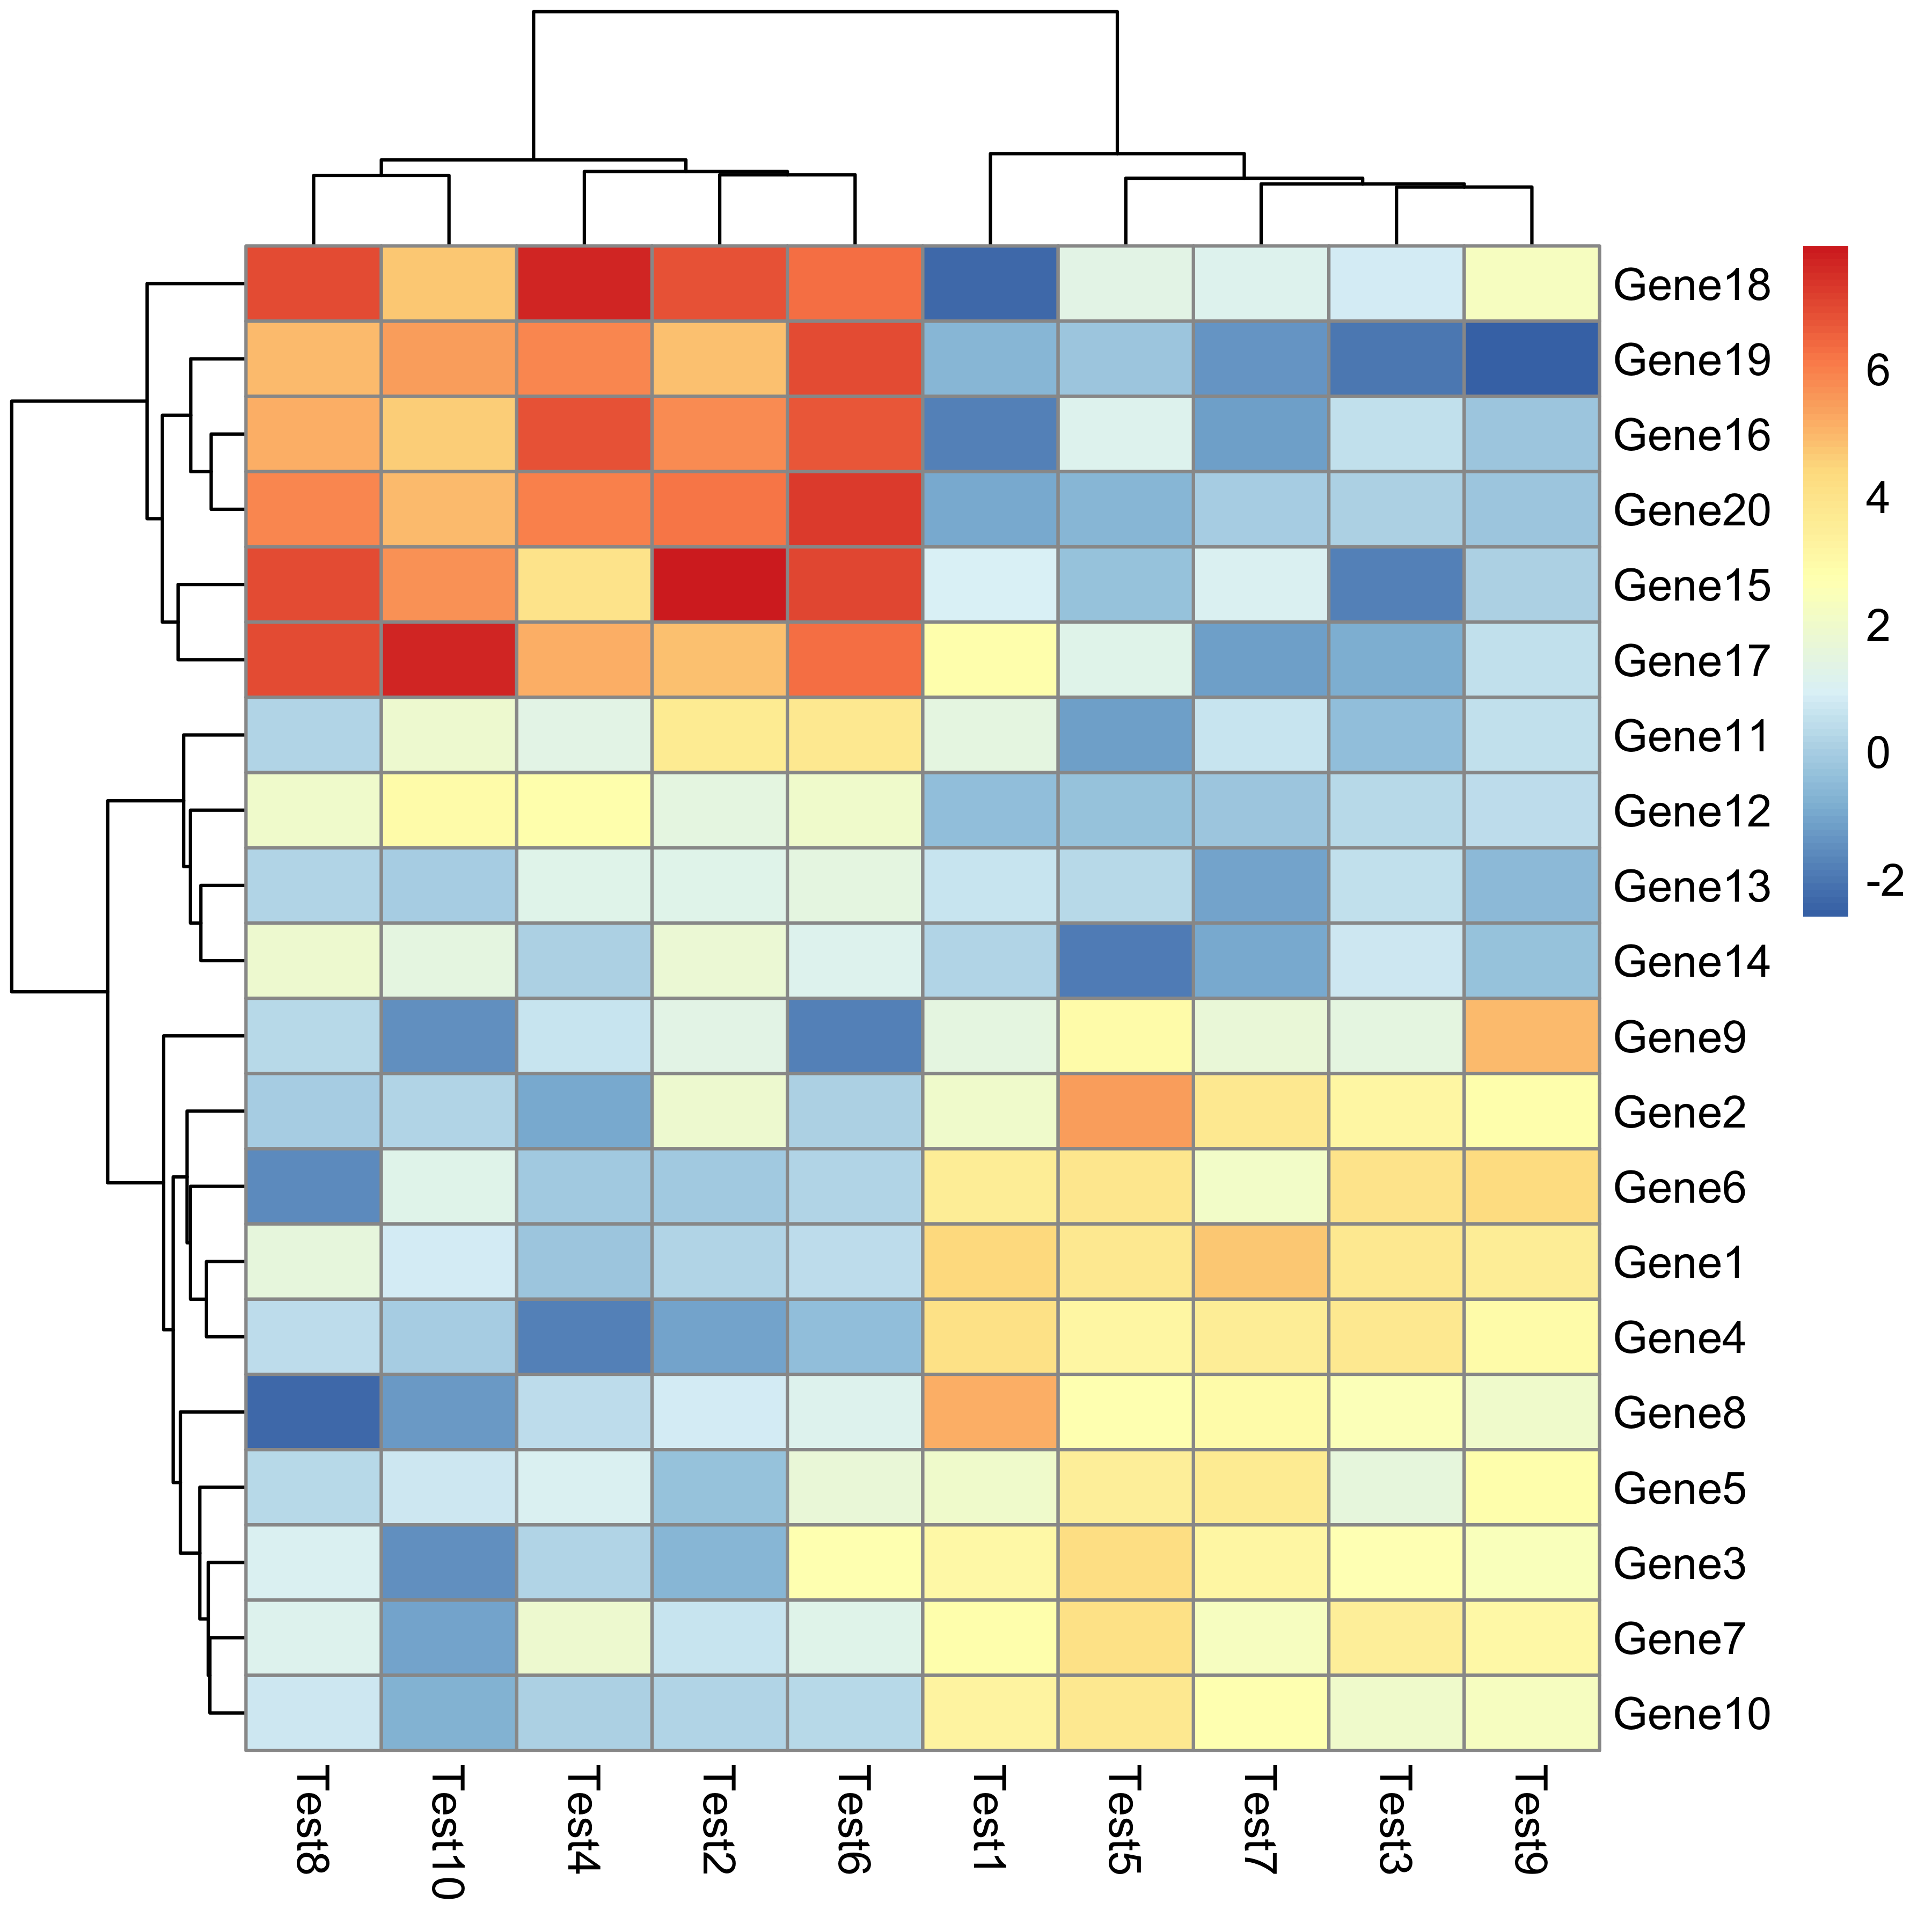 Gene18
Gene19
Gene16
Gene20
Gene15
Gene17
Gene11
Gene12
Gene13
Gene14
Gene9
Gene2
Gene6
Gene1
Gene4
Gene8
Gene5
Gene3
Gene7
Gene10
6
4
2
0
-2
Test8
Test10
Test4
Test2
Test6
Test1
Test5
Test7
Test3
Test9